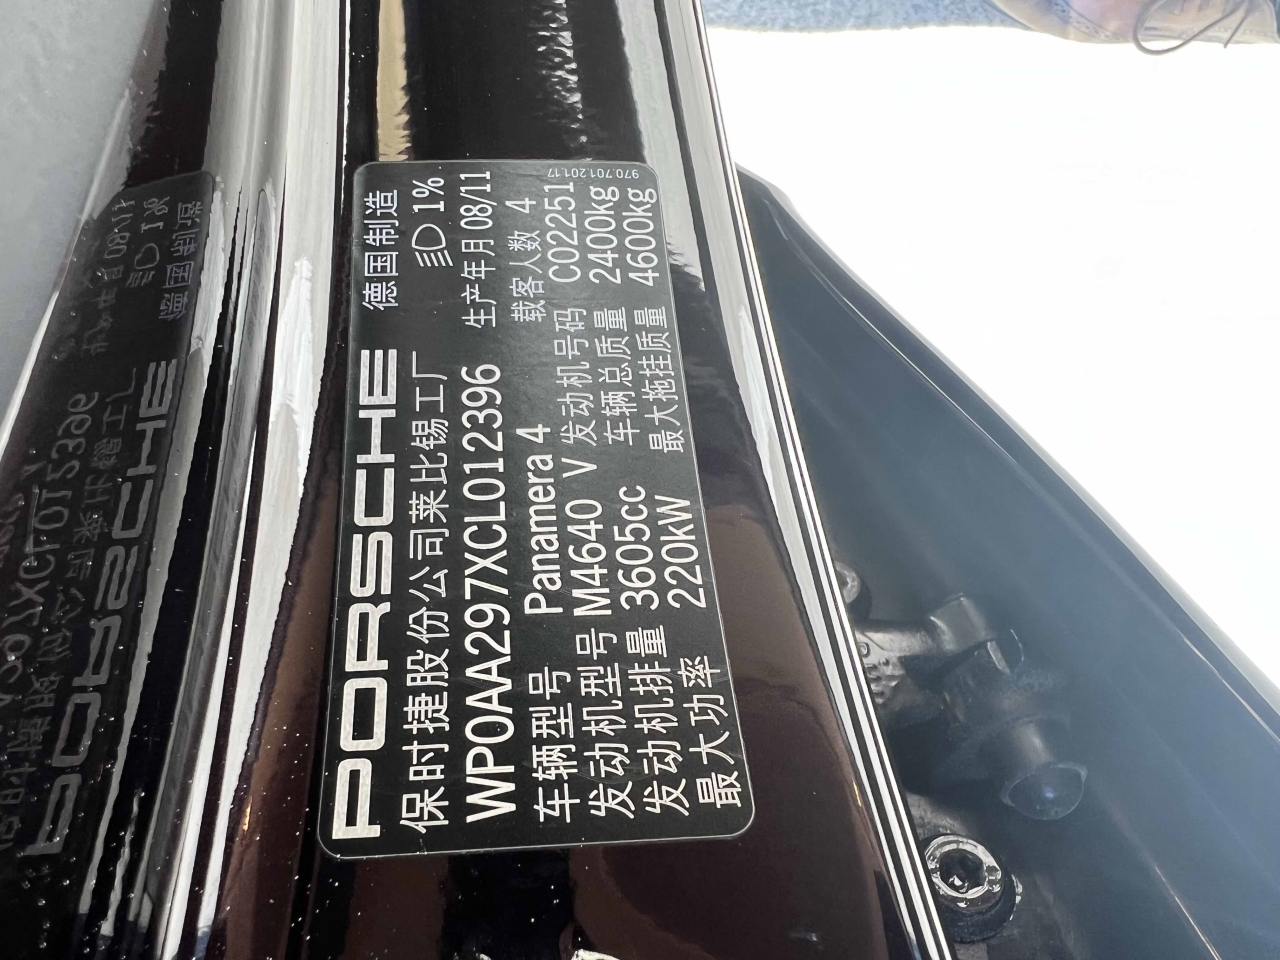 PORSCHE 德国制造
保时捷股份公司莱比锡工厂 1%
WP0AA297XCL012396 生产年月 08/11
车辆型号 Panamera 4 载客人数 4
发动机型号 M4640 V 发动机号码 C02251
发动机排量 3605cc 车辆总质量 2400kg
最大功率 220kW 最大拖挂质量 4600kg
970.701.201.17